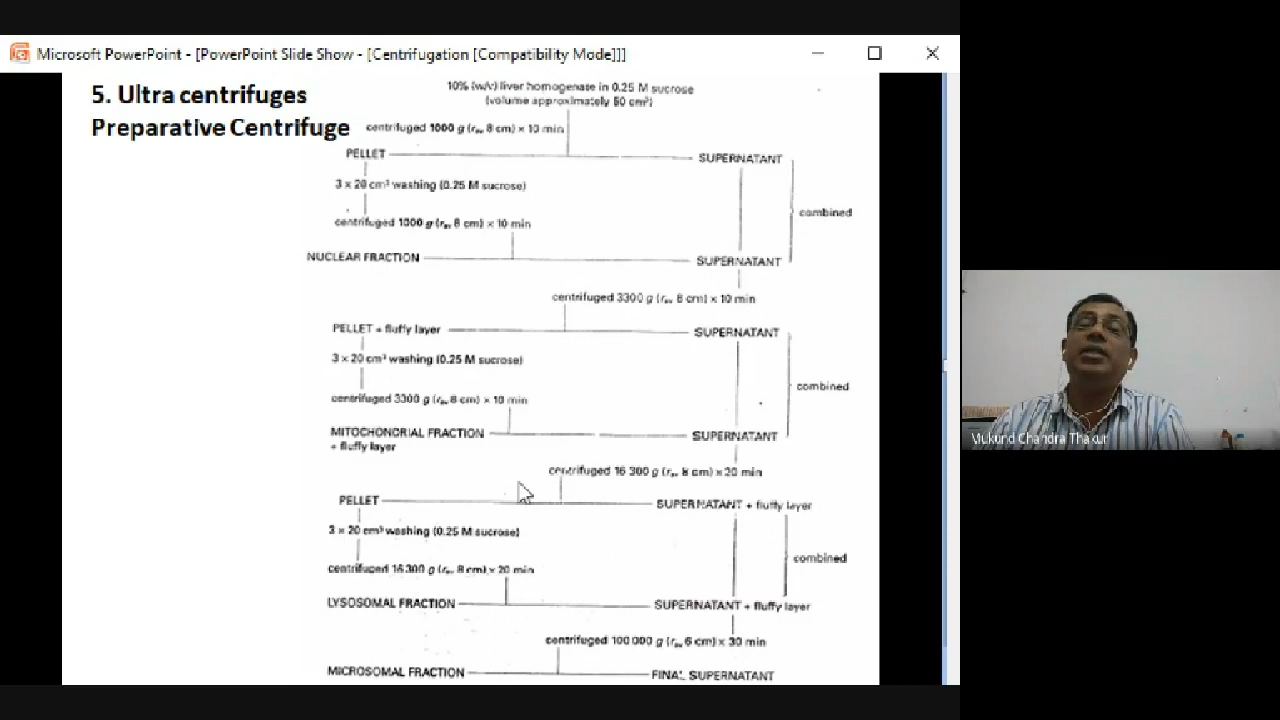 Microsoft PowerPoint - [PowerPoint Slide Show - [Centrifugation [Compatibility Mode]]]
5. Ultra centrifuges
Preparative Centrifuge
10% (w/v) liver homogenate in 0.25 M sucrose
(volume approximately 50 cm³)
centrifuged 1000 g (rav 8 cm) × 10 min
PELLET
SUPERNATANT
3 × 20 cm³ washing (0.25 M sucrose)
combined
centrifuged 1000 g (rav 8 cm) × 10 min
NUCLEAR FRACTION
SUPERNATANT
centrifuged 3300 g (rav 8 cm) × 10 min
PELLET + fluffy layer
SUPERNATANT
3 × 20 cm³ washing (0.25 M sucrose)
combined
centrifuged 3300 g (rav 8 cm) × 10 min
MITOCHONDRIAL FRACTION
+ fluffy layer
SUPERNATANT
centrifuged 16 300 g (rav 8 cm) × 20 min
PELLET
SUPERNATANT + fluffy layer
3 × 20 cm³ washing (0.25 M sucrose)
combined
centrifuged 16 300 g (rav 8 cm) × 20 min
LYSOSOMAL FRACTION
SUPERNATANT + fluffy layer
centrifuged 100 000 g (rav 6 cm) × 30 min
MICROSOMAL FRACTION
FINAL SUPERNATANT
Mukund Chandra Thakur